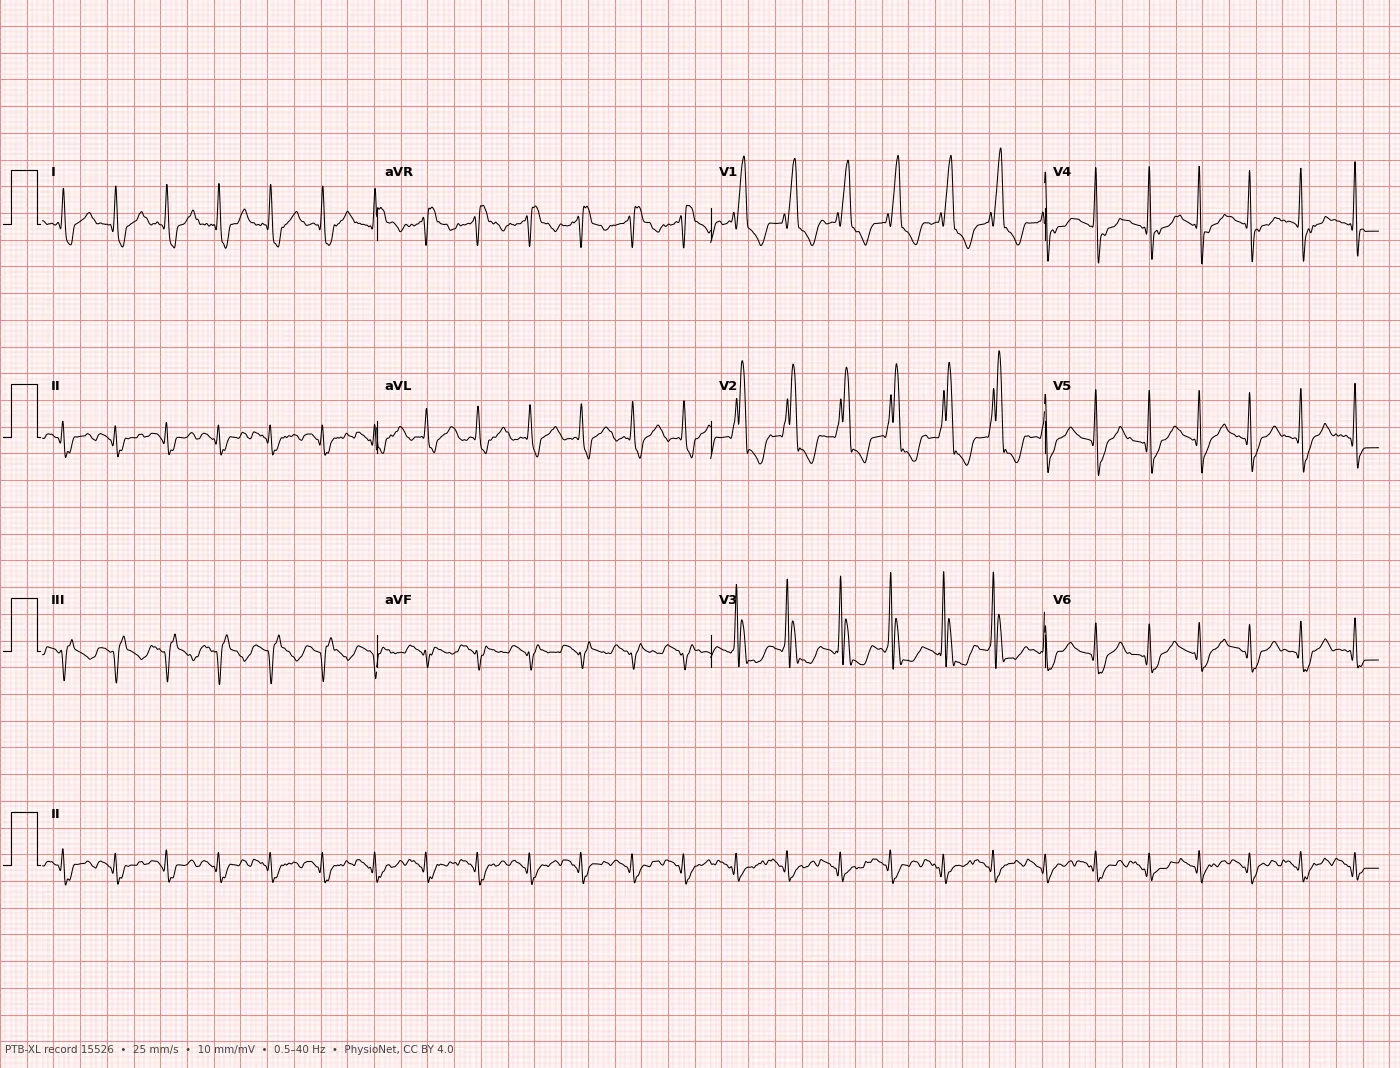 I aVR V1 V4
II aVL V2 V5
III aVF V3 V6
II
PTB-XL record 15526 • 25 mm/s • 10 mm/mV • 0.5–40 Hz • PhysioNet, CC BY 4.0